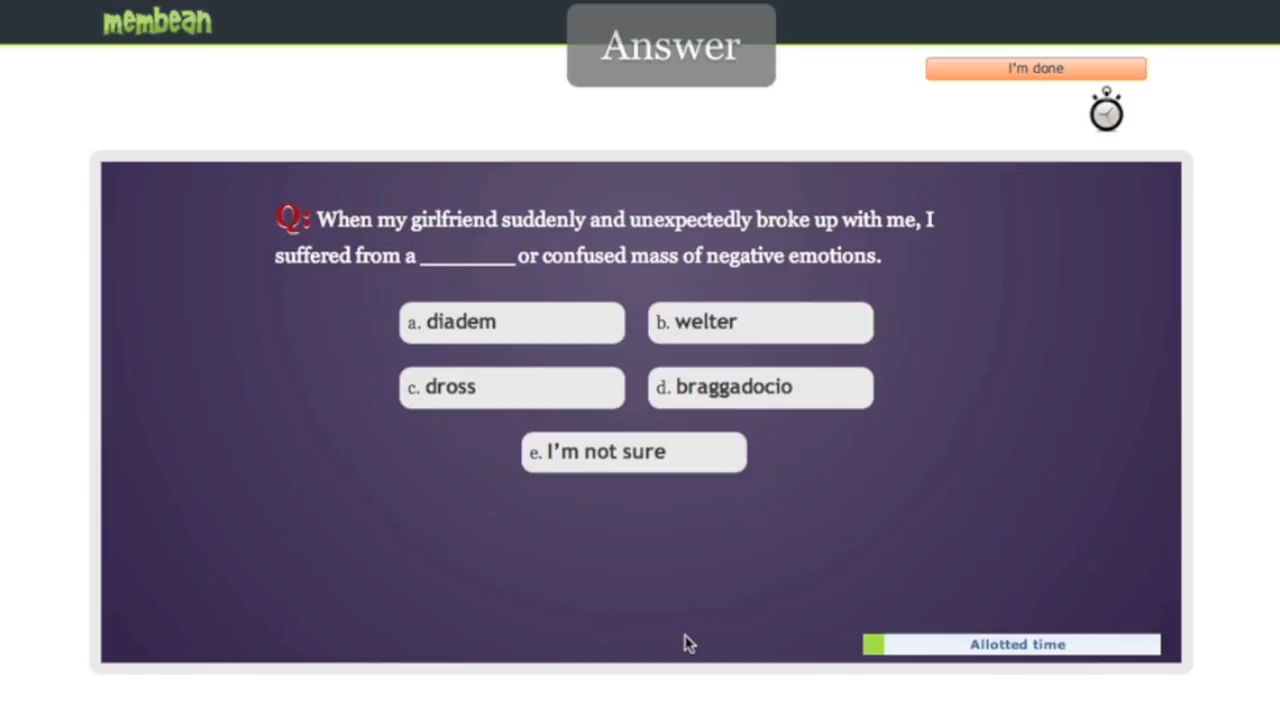 membean
Answer
I'm done
Q: When my girlfriend suddenly and unexpectedly broke up with me, I
suffered from a ________ or confused mass of negative emotions.
a. diadem
b. welter
c. dross
d. braggadocio
e. I'm not sure
Allotted time